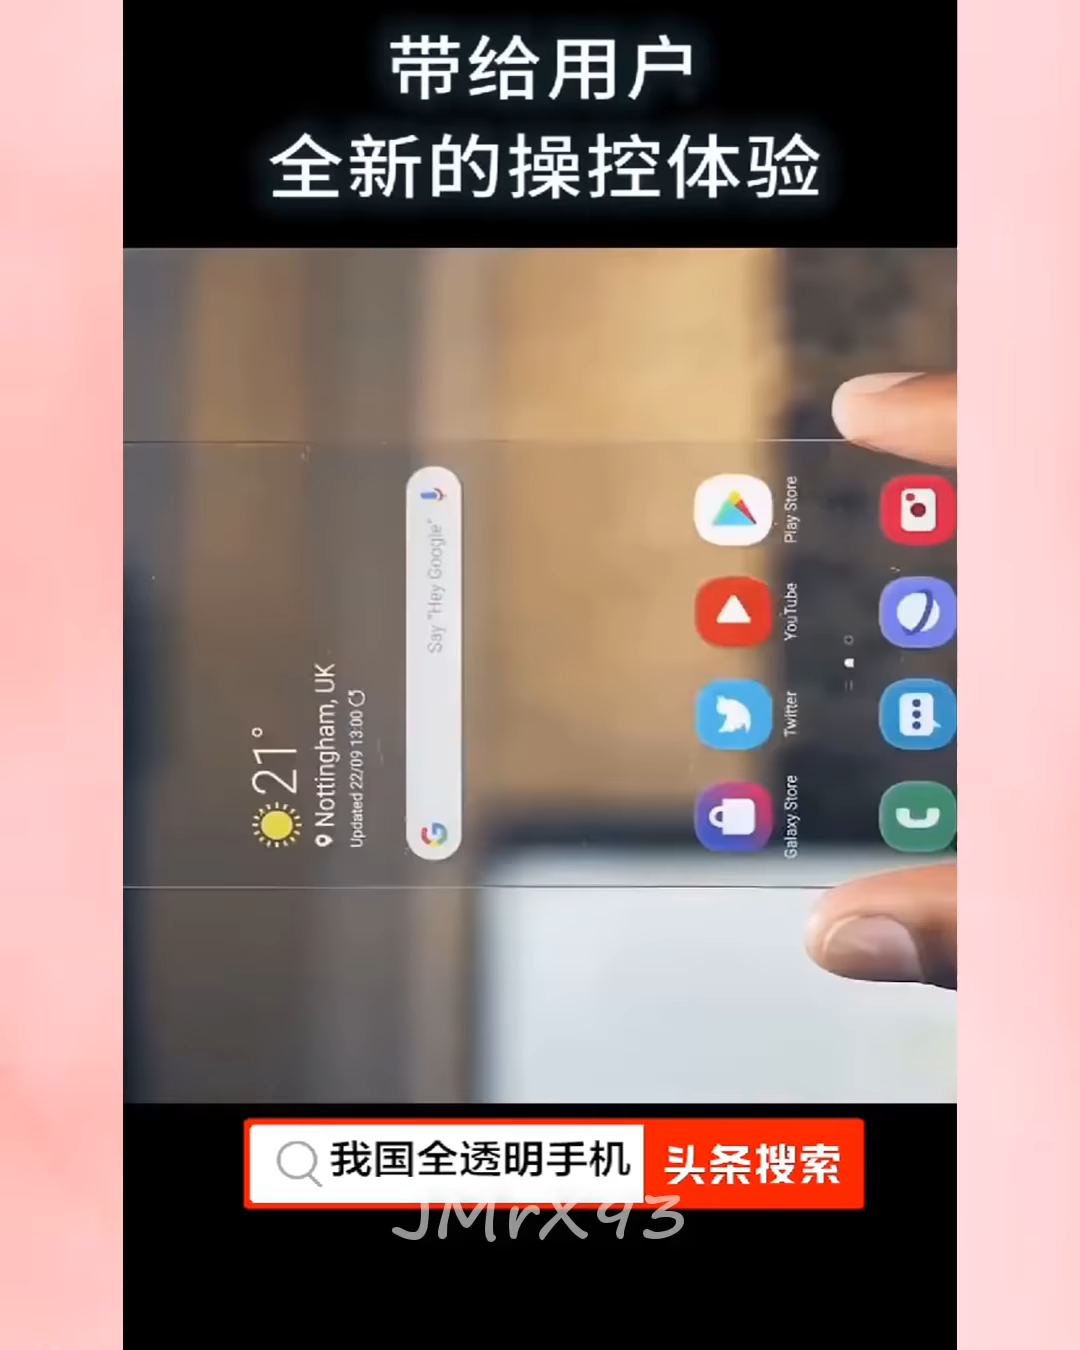 带给用户
全新的操控体验
21°
Nottingham, UK
Updated 22/09 13:00
Say "Hey Google"
Play Store
YouTube
Twitter
Galaxy Store
我国全透明手机
头条搜索
JMrX93